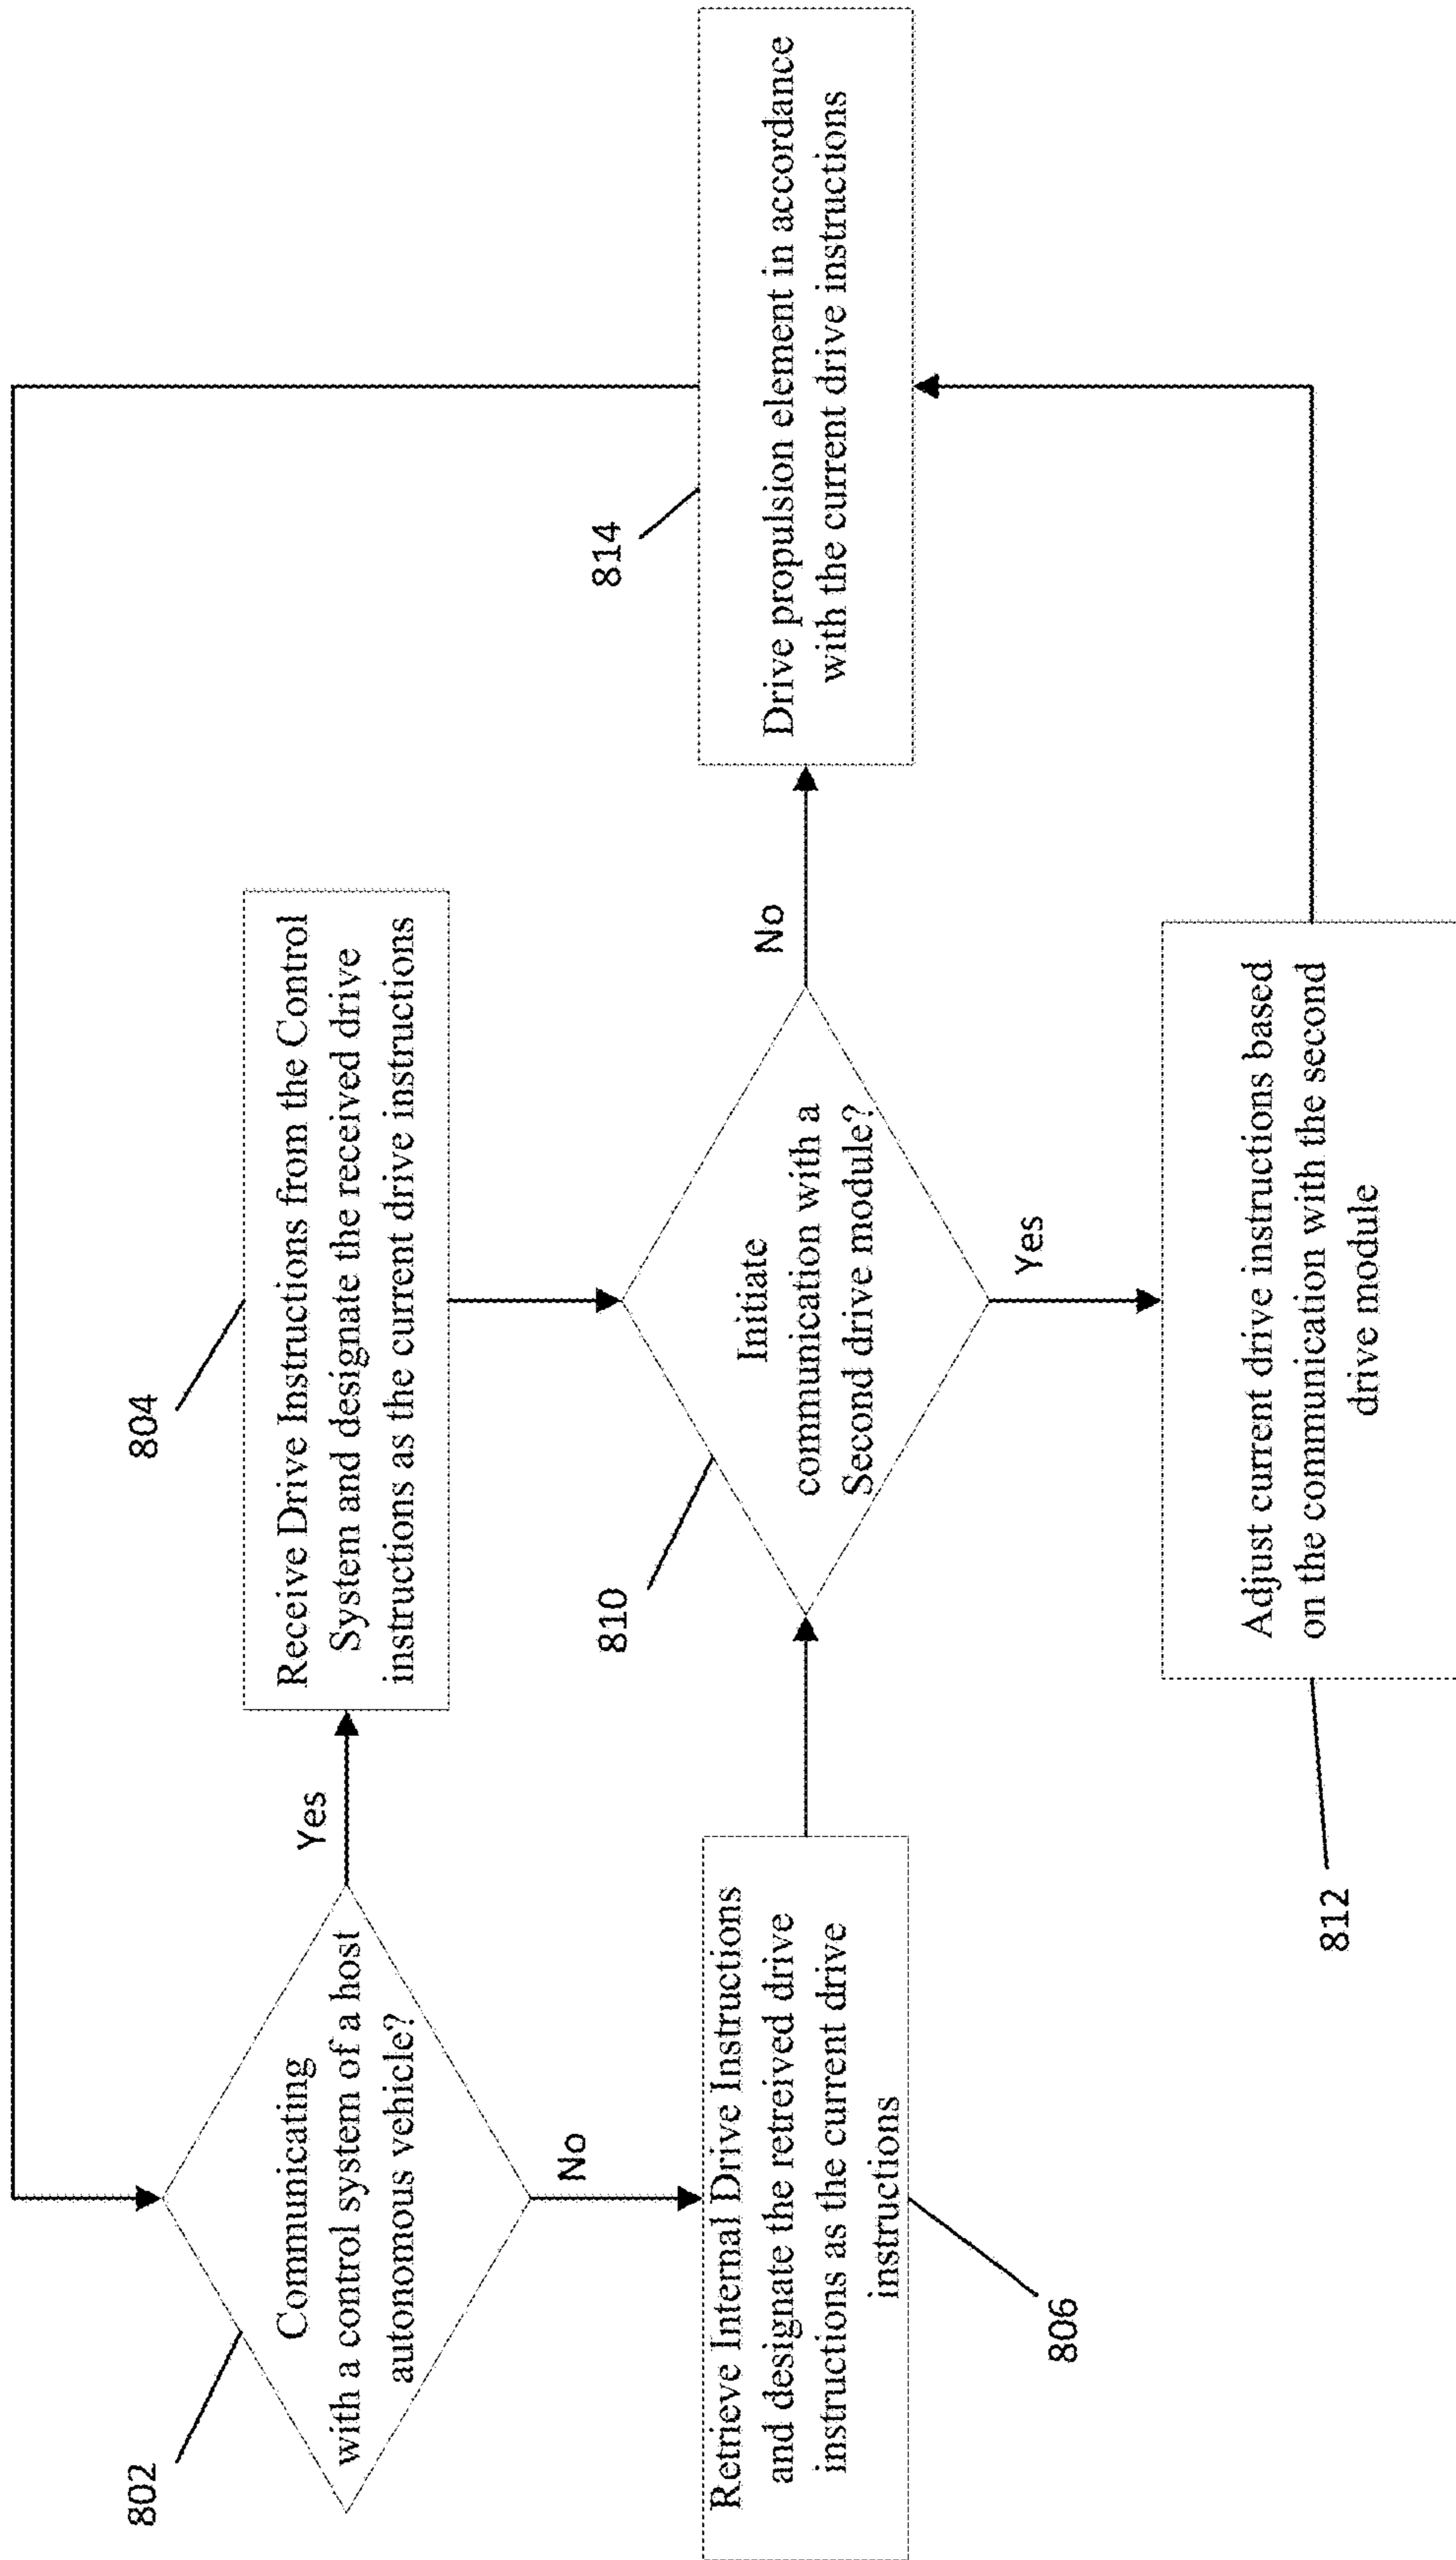 802
Communicating
with a control system of a host
autonomous vehicle?
Yes
804
Receive Drive Instructions from the Control
System and designate the received drive
instructions as the current drive instructions
No
Retrieve Internal Drive Instructions
and designate the retreived drive
instructions as the current drive
instructions
806
810
Initiate
communication with a
Second drive module?
No
814
Drive propulsion element in accordance
with the current drive instructions
Yes
812
Adjust current drive instructions based
on the communication with the second
drive module